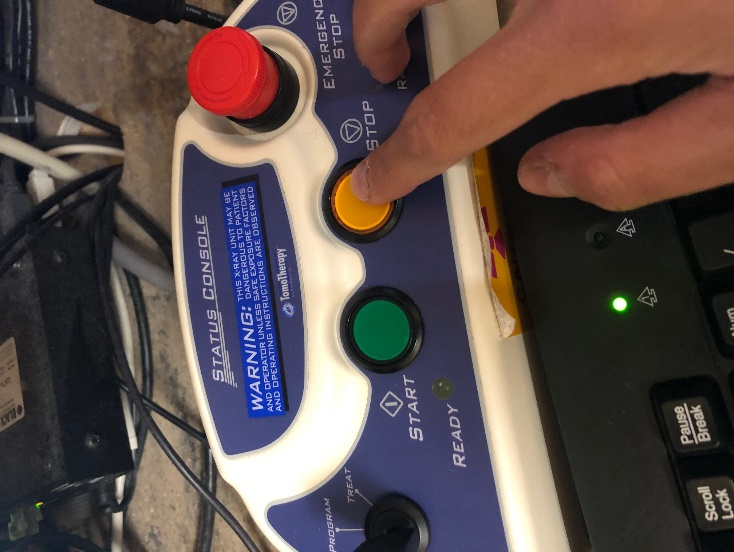 EMERGENCY
STOP
STOP
STATUS CONSOLE
WARNING: THIS X-RAY UNIT MAY BE
DANGEROUS TO PATIENT
AND OPERATOR UNLESS SAFE EXPOSURE FACTORS
AND OPERATING INSTRUCTIONS ARE OBSERVED
TomoTherapy
START
READY
TREAT
PROGRAM
Pause
Break
Scroll
Lock